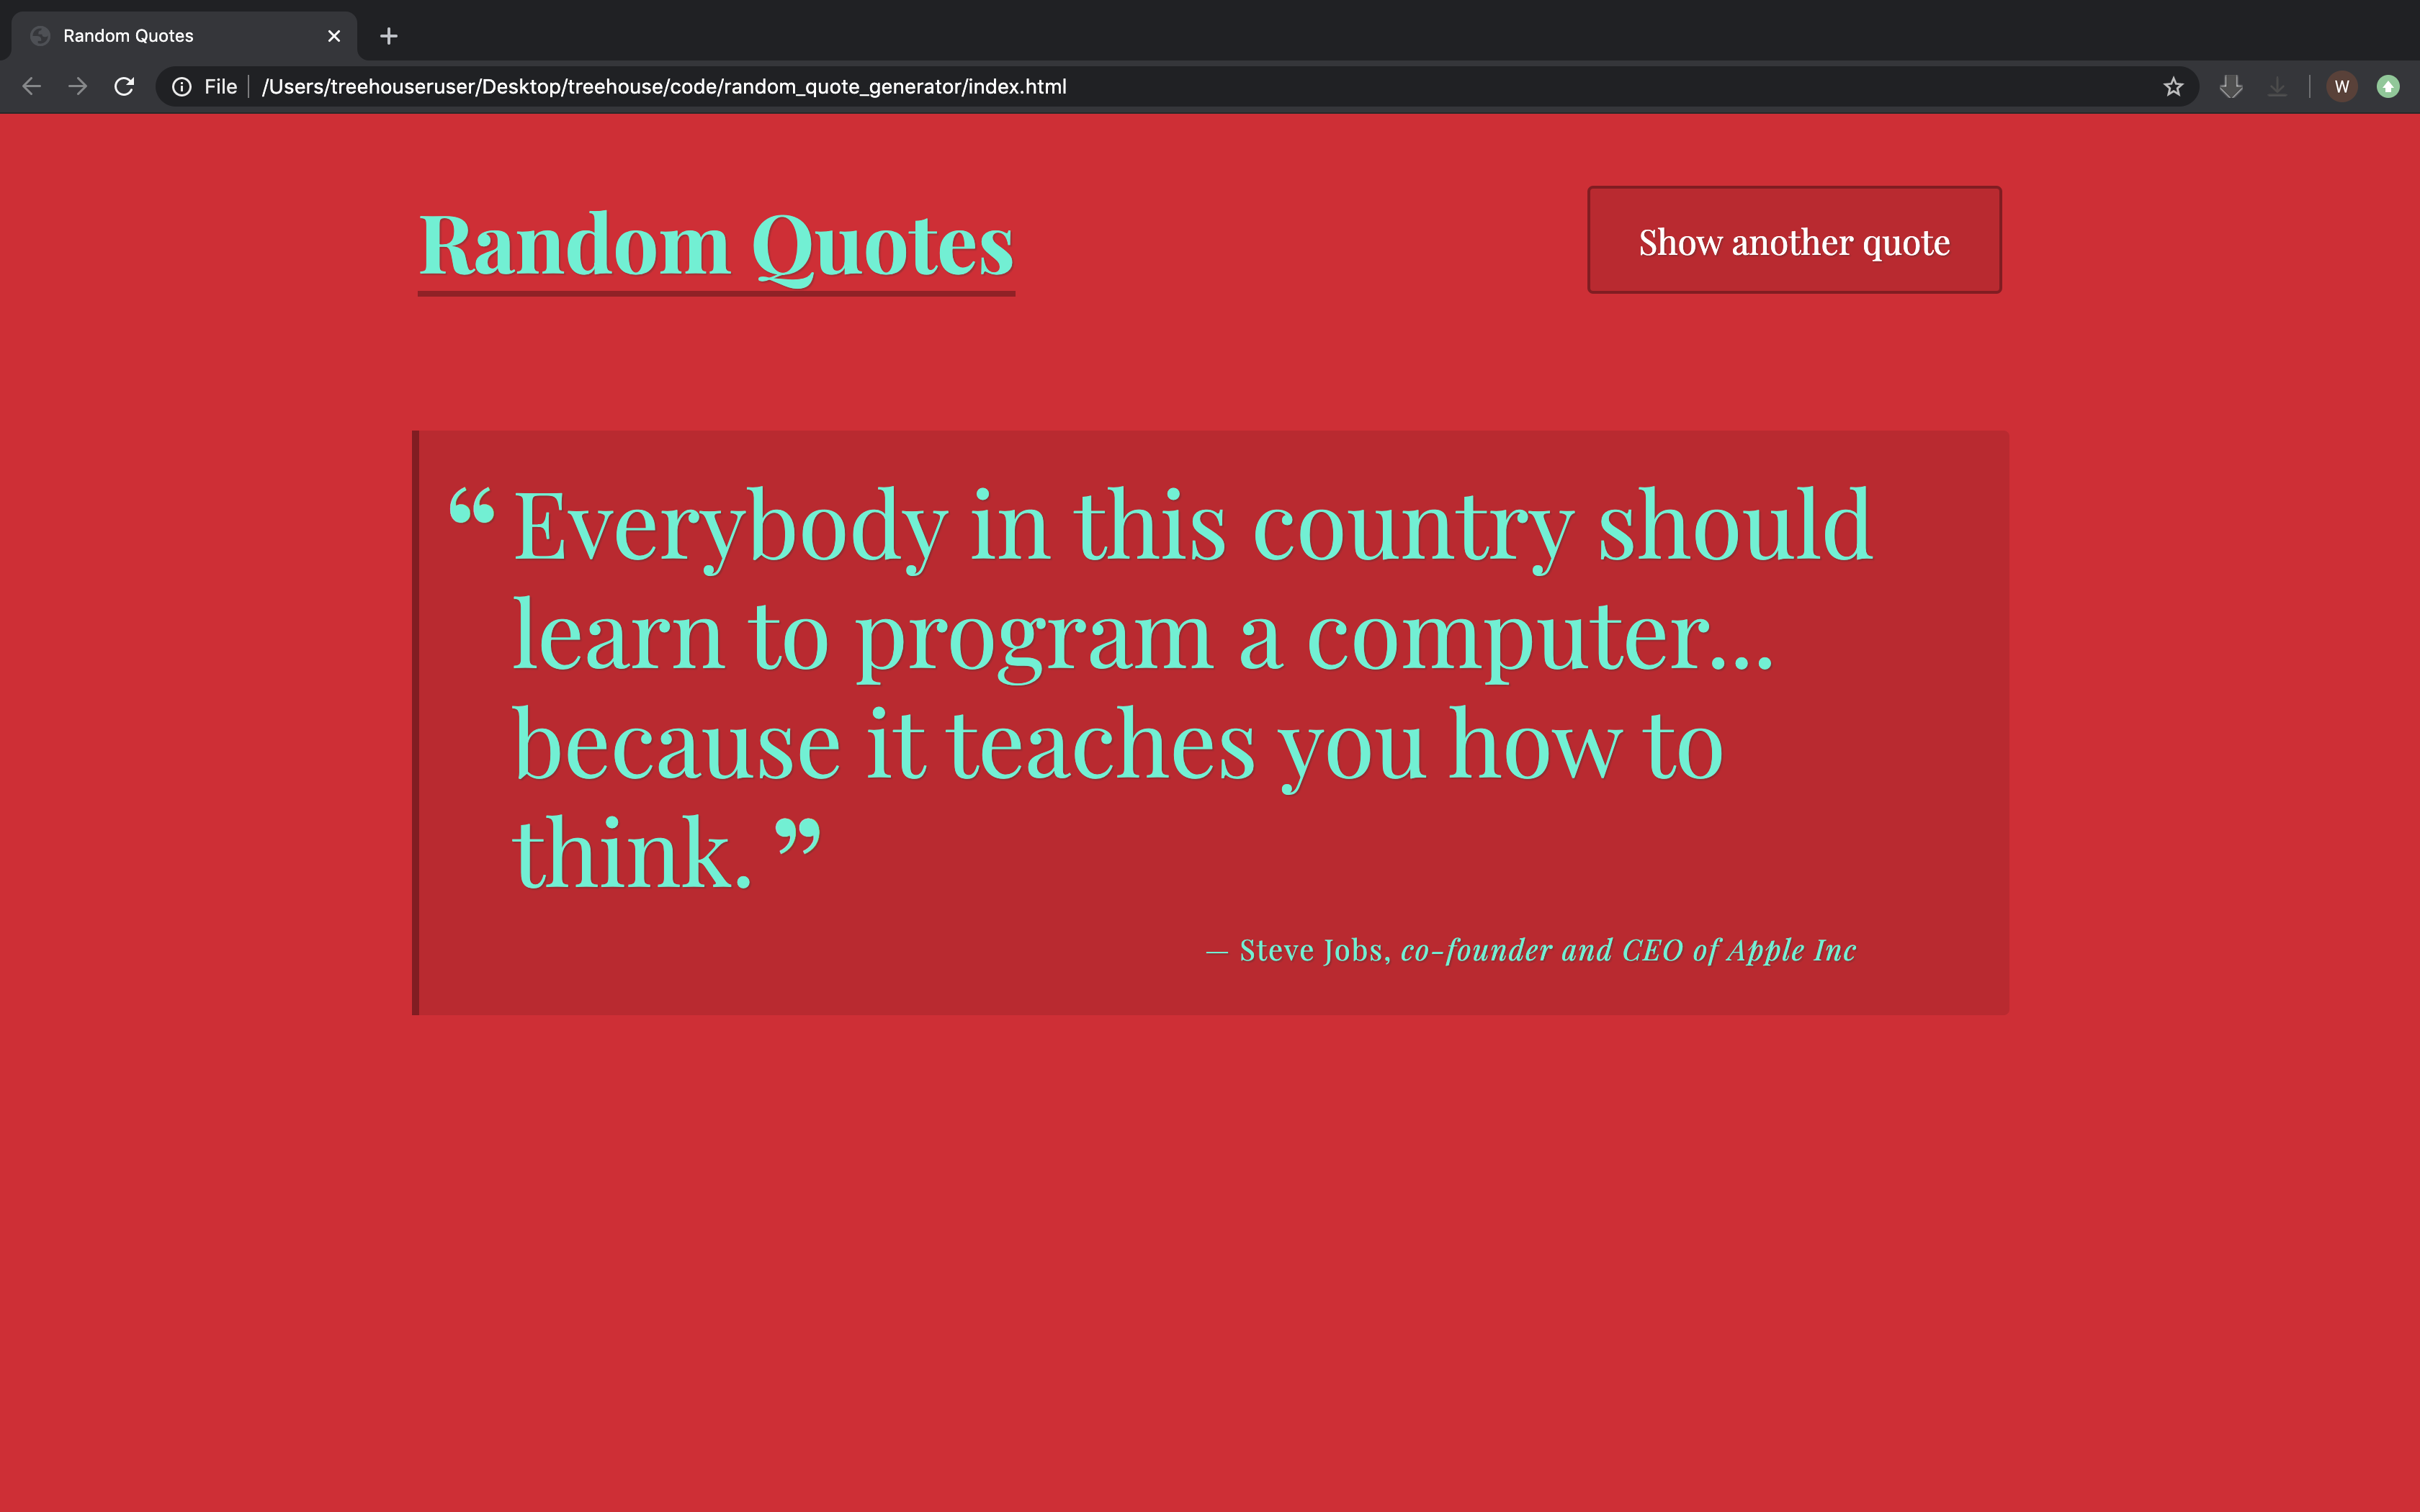 Random Quotes
File /Users/treehouseruser/Desktop/treehouse/code/random_quote_generator/index.html
W
Random Quotes
Show another quote
“ Everybody in this country should
learn to program a computer...
because it teaches you how to
think. ”
— Steve Jobs, co-founder and CEO of Apple Inc